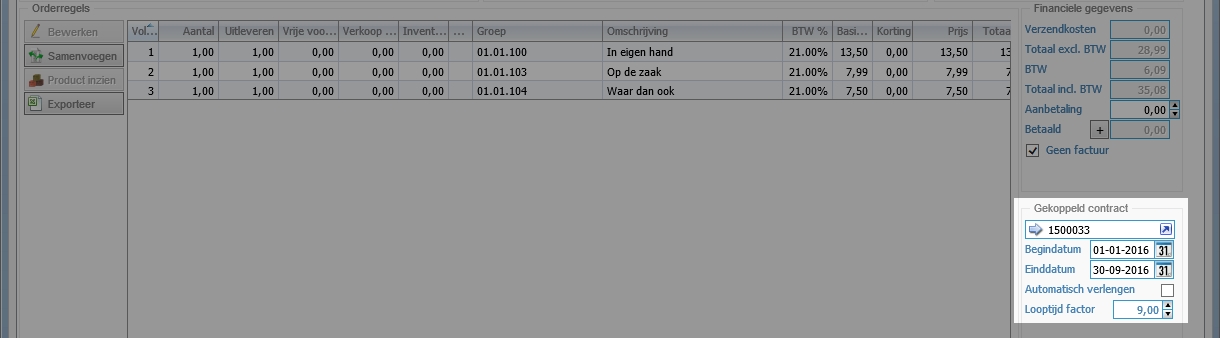 Orderregels
Bewerken
Samenvoegen
Product inzien
Exporteer
Vol... Aantal Uitleveren Vrije voo... Verkoop ... Invent... ... Groep Omschrijving BTW % Basi... Korting Prijs Totaa
1 1,00 1,00 0,00 0,00 0,00 01.01.100 In eigen hand 21.00% 13,50 0,00 13,50 13
2 1,00 1,00 0,00 0,00 0,00 01.01.103 Op de zaak 21.00% 7,99 0,00 7,99 7
3 1,00 1,00 0,00 0,00 0,00 01.01.104 Waar dan ook 21.00% 7,50 0,00 7,50 7
Financiele gegevens
Verzendkosten 0,00
Totaal excl. BTW 28,99
BTW 6,09
Totaal incl. BTW 35,08
Aanbetaling 0,00
Betaald + 0,00
Geen factuur
Gekoppeld contract
1500033
Begindatum 01-01-2016 31
Einddatum 30-09-2016 31
Automatisch verlengen
Looptijd factor 9,00